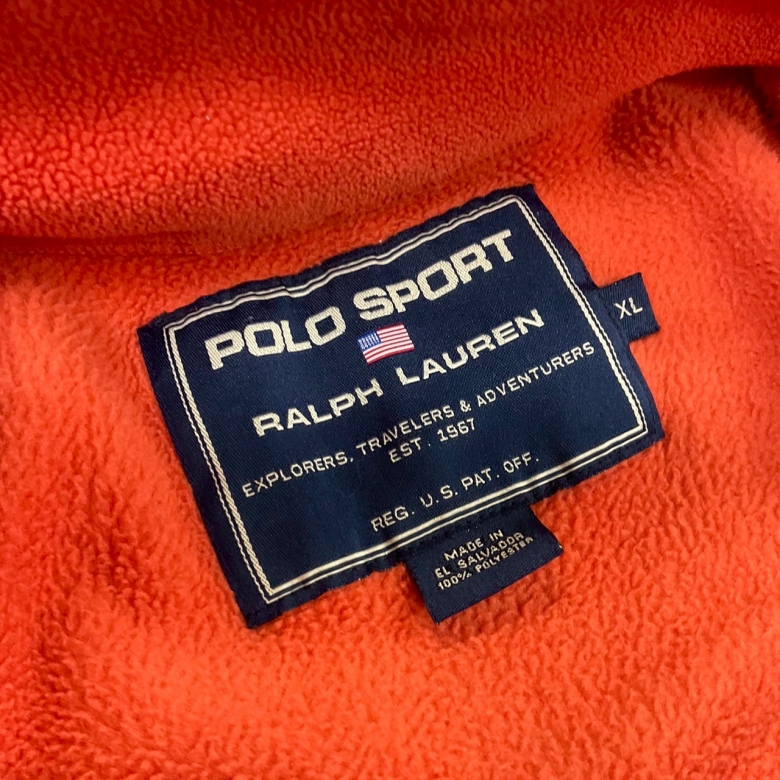 POLO SPORT
RALPH LAUREN
EXPLORERS, TRAVELERS & ADVENTURERS
EST. 1967
REG. U.S. PAT. OFF.
XL
MADE IN
EL SALVADOR
100% POLYESTER